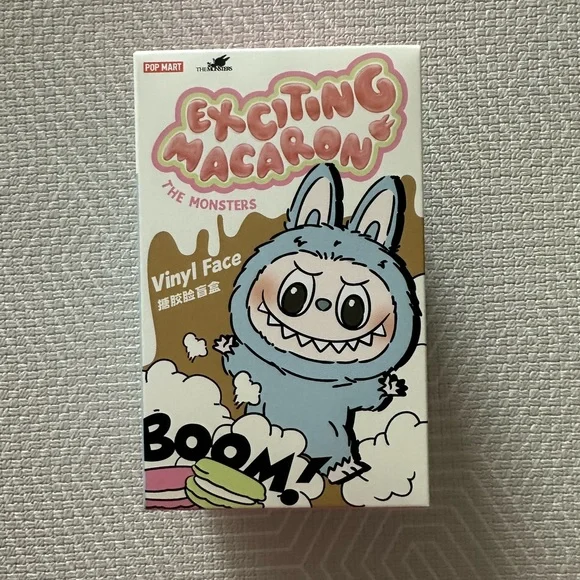 POP MART
THE MONSTERS
EXCITING
MACARON
THE MONSTERS
Vinyl Face
搪胶脸盲盒
BOOM!